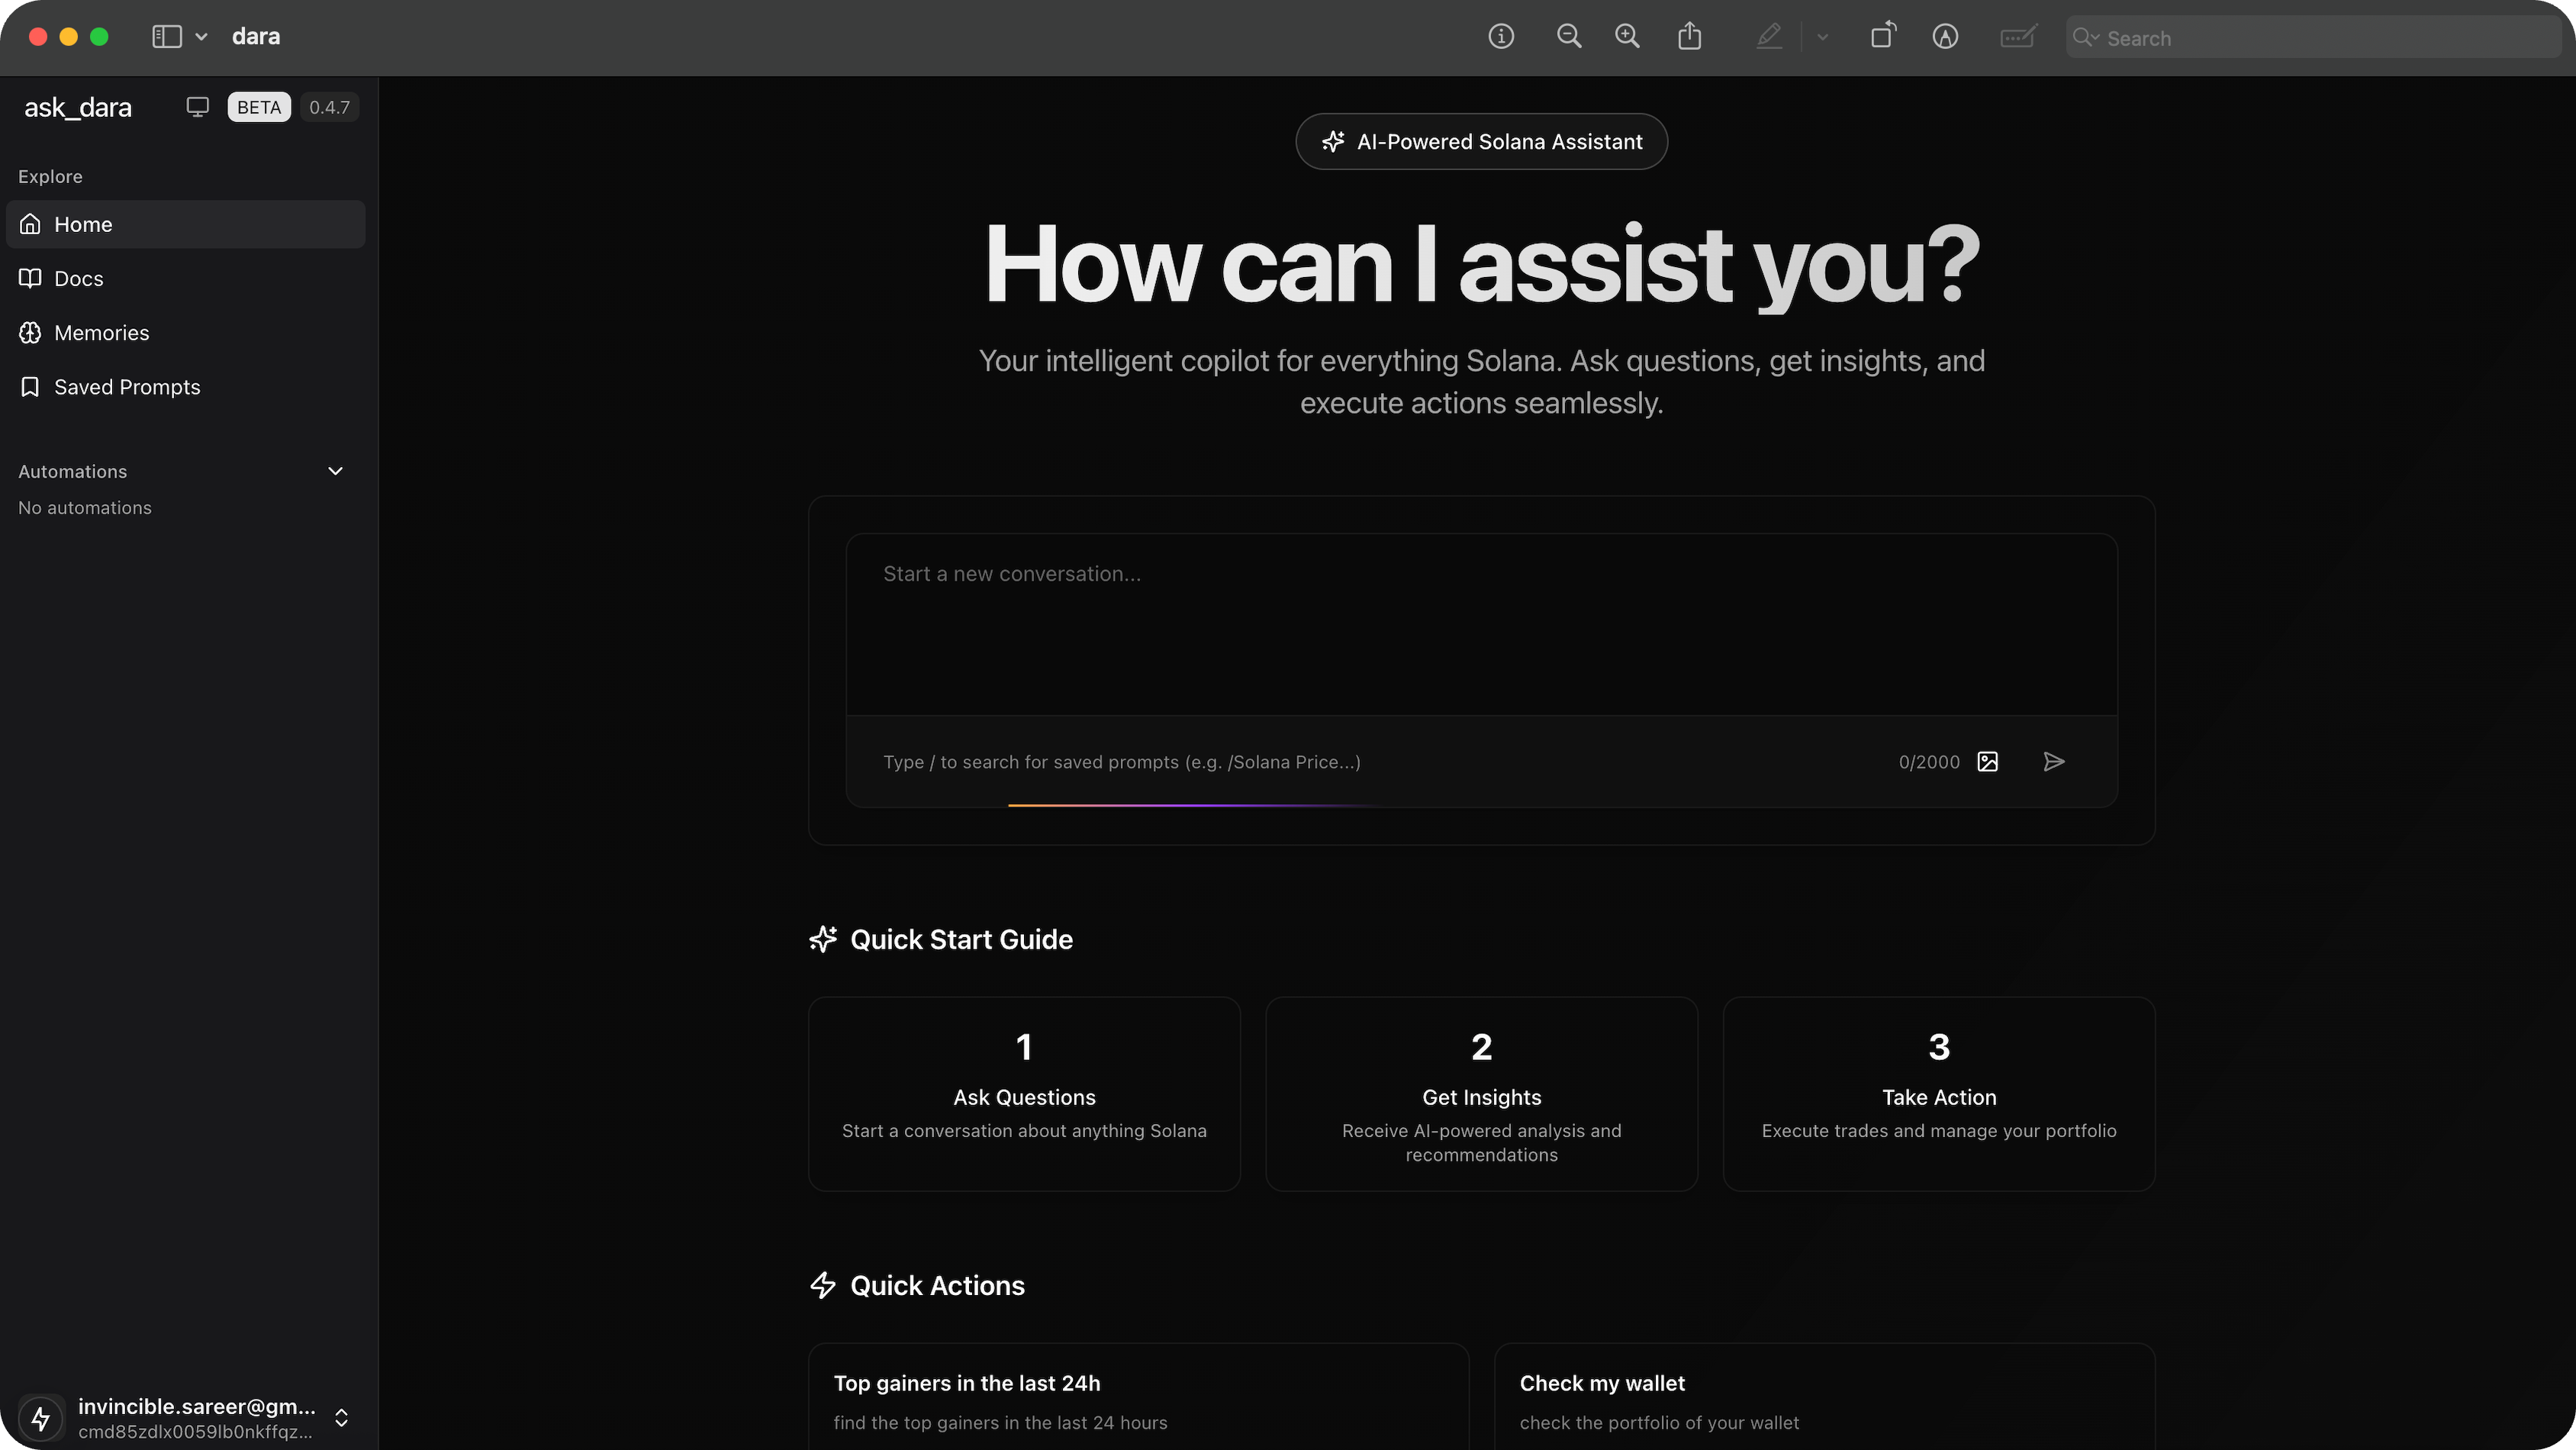 dara
Search
ask_dara
BETA
0.4.7
Explore
Home
Docs
Memories
Saved Prompts
Automations
No automations
invincible.sareer@gm...
cmd85zdlx0059lb0nkffqz...
AI-Powered Solana Assistant
How can I assist you?
Your intelligent copilot for everything Solana. Ask questions, get insights, and
execute actions seamlessly.
Start a new conversation...
Type / to search for saved prompts (e.g. /Solana Price...)
0/2000
Quick Start Guide
1
Ask Questions
Start a conversation about anything Solana
2
Get Insights
Receive AI-powered analysis and
recommendations
3
Take Action
Execute trades and manage your portfolio
Quick Actions
Top gainers in the last 24h
find the top gainers in the last 24 hours
Check my wallet
check the portfolio of your wallet